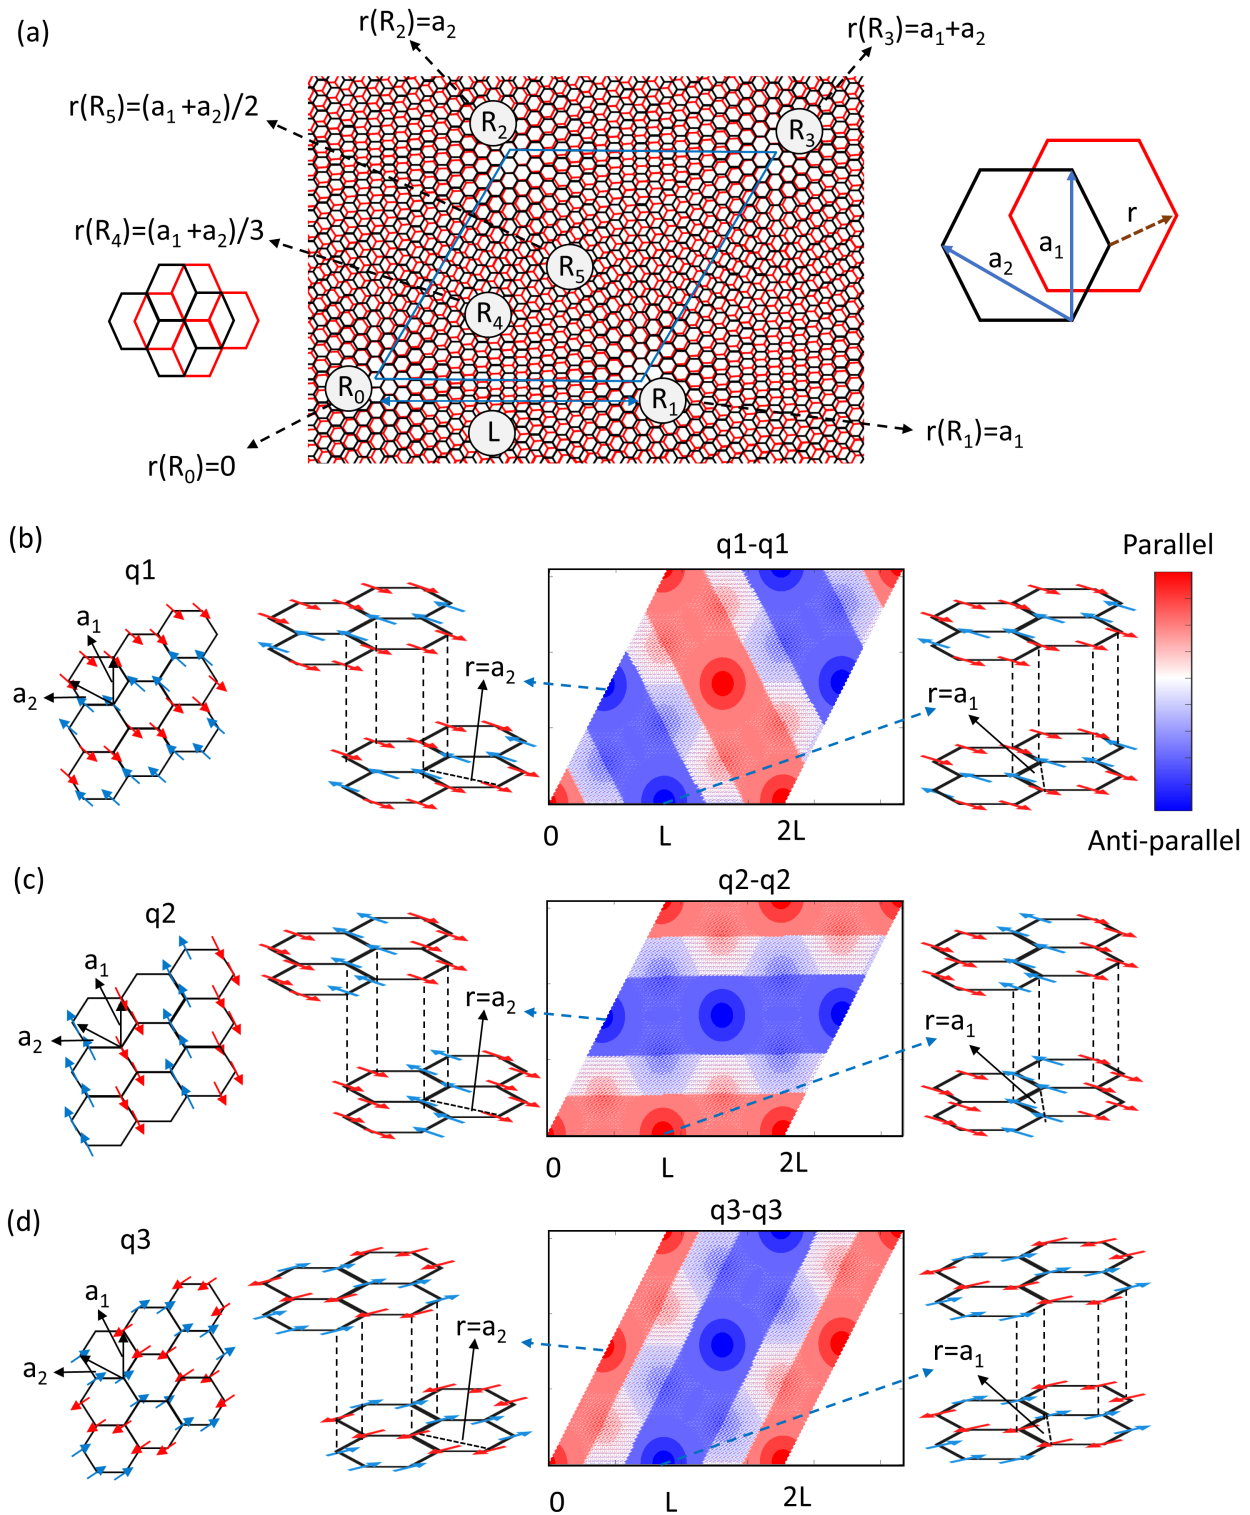 (a)
r(R2)=a2
r(R3)=a1+a2
r(R5)=(a1+a2)/2
R2
R3
r(R4)=(a1+a2)/3
R5
R4
r
a1
a2
R0
R1
L
r(R0)=0
r(R1)=a1
(b)
q1
q1-q1
Parallel
a1
a2
r=a2
r=a1
0
L
2L
Anti-parallel
(c)
q2
q2-q2
a1
a2
r=a2
r=a1
0
L
2L
(d)
q3
q3-q3
a1
a2
r=a2
r=a1
0
L
2L